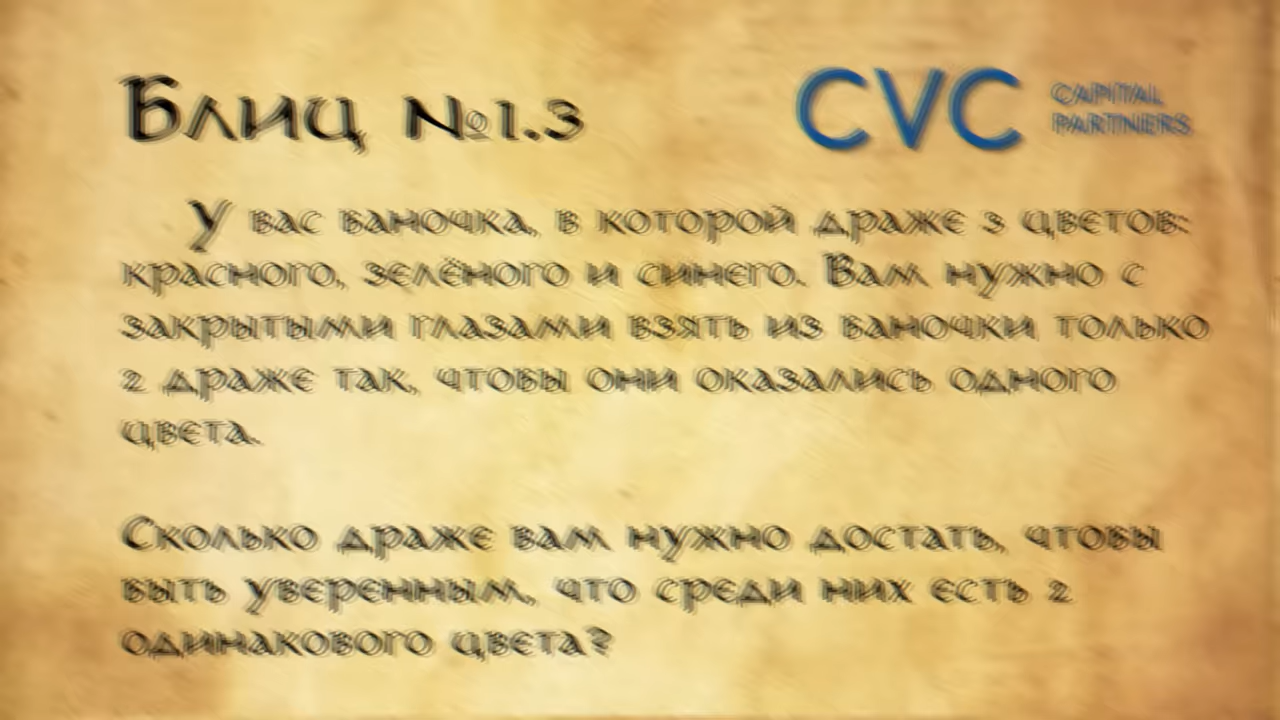 Блиц №1.3
CVC CAPITAL
PARTNERS
У вас баночка, в которой драже 3 цветов:
красного, зелёного и синего. Вам нужно с
закрытыми глазами взять из баночки только
2 драже так, чтобы они оказались одного
цвета.
Сколько драже вам нужно достать, чтобы
быть уверенным, что среди них есть 2
одинакового цвета?